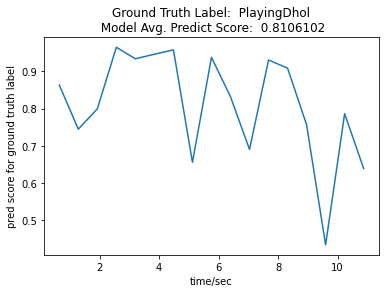 Ground Truth Label:  PlayingDhol
Model Avg. Predict Score:  0.8106102
0.9
0.8
0.7
0.6
0.5
pred score for ground truth label
2
4
6
8
10
time/sec